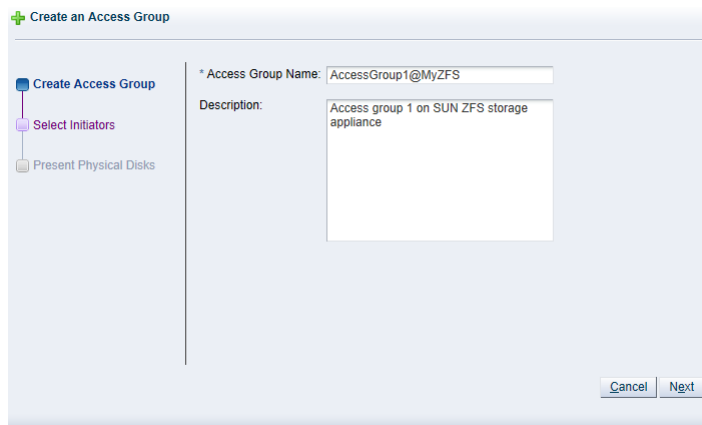 Create an Access Group
Create Access Group
Select Initiators
Present Physical Disks
* Access Group Name: AccessGroup1@MyZFS
Description:
Access group 1 on SUN ZFS storage
appliance
Cancel
Next